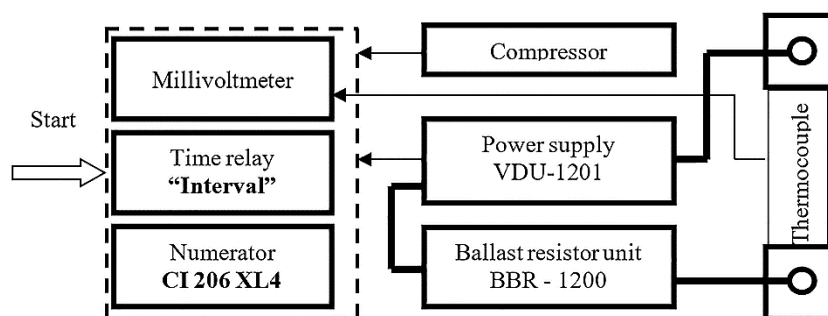 Start
Millivoltmeter
Time relay
“Interval”
Numerator
CI 206 XL4
Compressor
Power supply
VDU-1201
Ballast resistor unit
BBR - 1200
Thermocouple